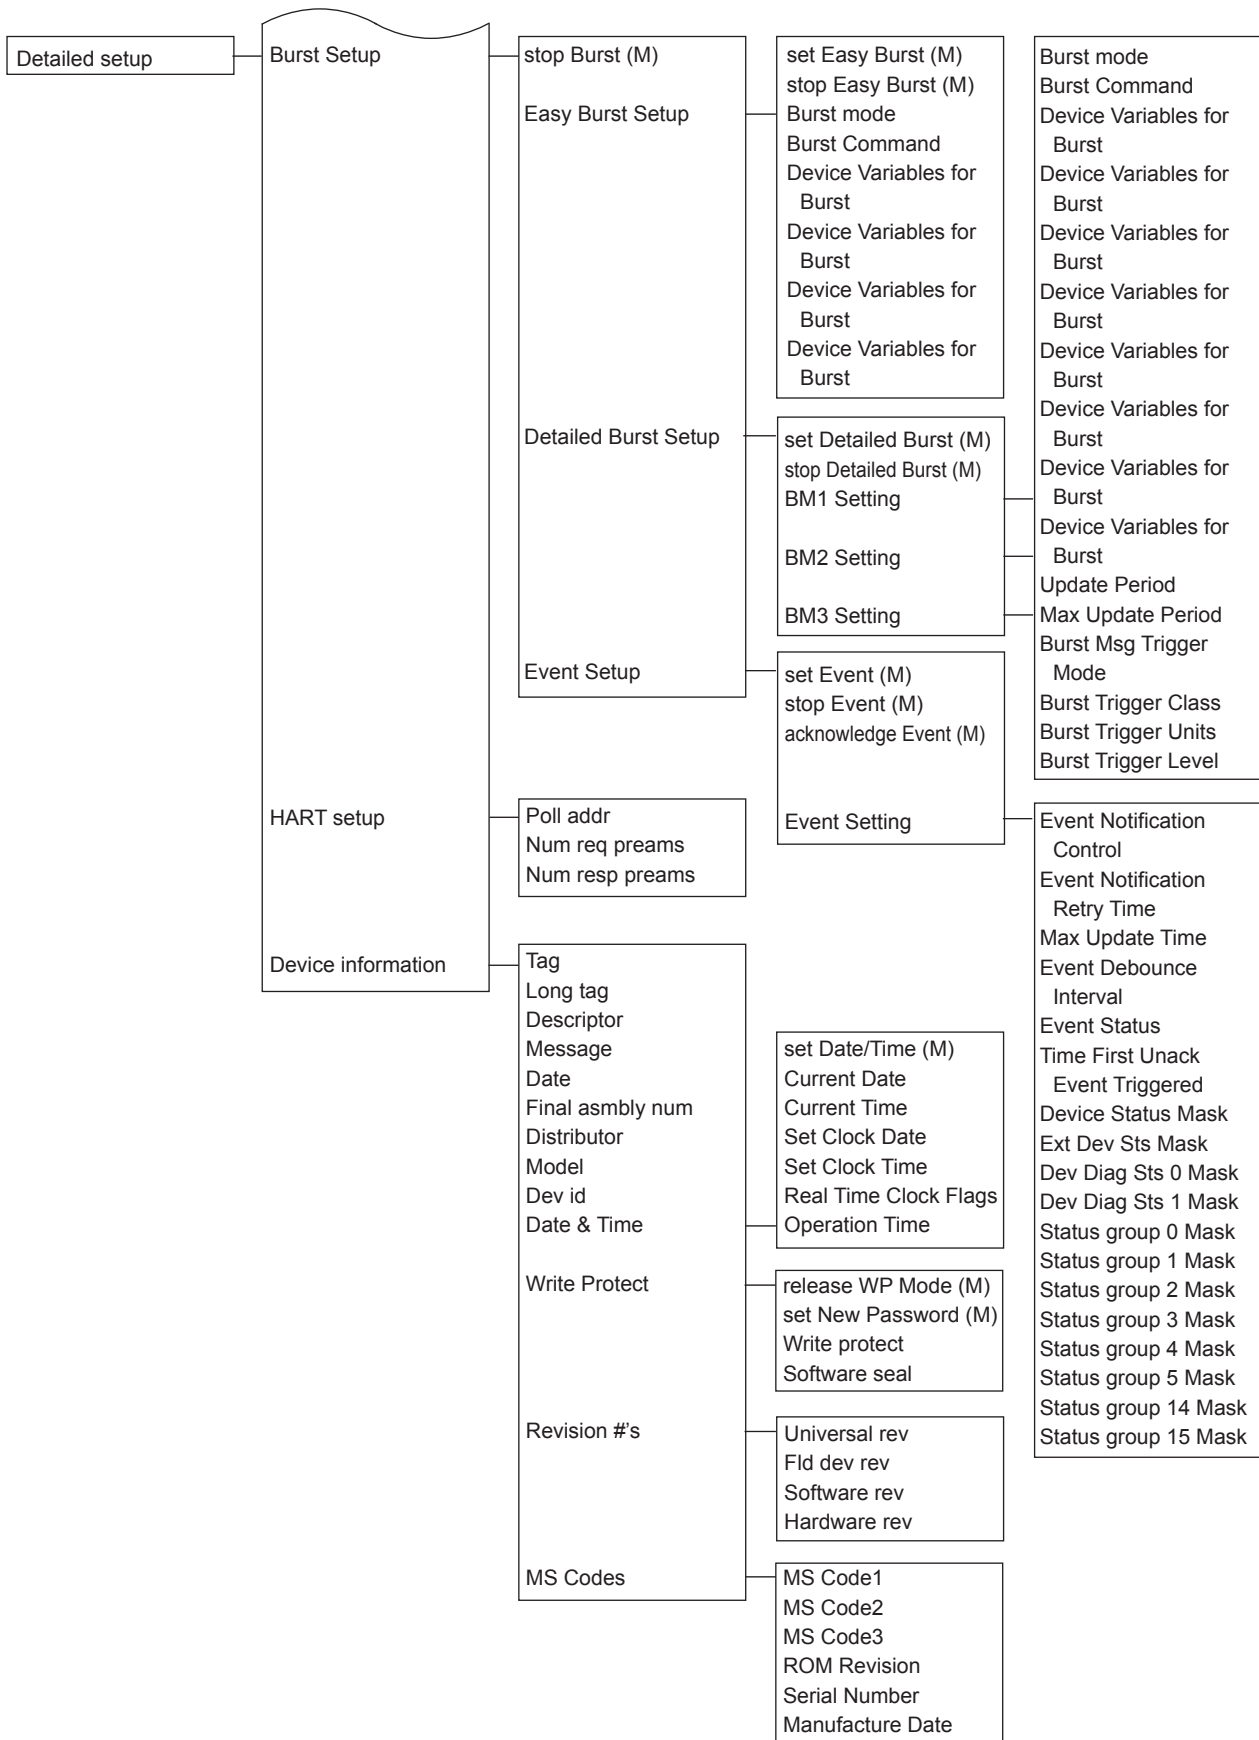 Detailed setup
Burst Setup
HART setup
Device information
stop Burst (M)
Easy Burst Setup
Detailed Burst Setup
Event Setup
Poll addr
Num req preams
Num resp preams
Tag
Long tag
Descriptor
Message
Date
Final asmbly num
Distributor
Model
Dev id
Date & Time
Write Protect
Revision #'s
MS Codes
set Easy Burst (M)
stop Easy Burst (M)
Burst mode
Burst Command
Device Variables for
Burst
Device Variables for
Burst
Device Variables for
Burst
Device Variables for
Burst
set Detailed Burst (M)
stop Detailed Burst (M)
BM1 Setting
BM2 Setting
BM3 Setting
set Event (M)
stop Event (M)
acknowledge Event (M)
Event Setting
set Date/Time (M)
Current Date
Current Time
Set Clock Date
Set Clock Time
Real Time Clock Flags
Operation Time
release WP Mode (M)
set New Password (M)
Write protect
Software seal
Universal rev
Fld dev rev
Software rev
Hardware rev
MS Code1
MS Code2
MS Code3
ROM Revision
Serial Number
Manufacture Date
Burst mode
Burst Command
Device Variables for
Burst
Device Variables for
Burst
Device Variables for
Burst
Device Variables for
Burst
Device Variables for
Burst
Device Variables for
Burst
Device Variables for
Burst
Device Variables for
Burst
Update Period
Max Update Period
Burst Msg Trigger
Mode
Burst Trigger Class
Burst Trigger Units
Burst Trigger Level
Event Notification
Control
Event Notification
Retry Time
Max Update Time
Event Debounce
Interval
Event Status
Time First Unack
Event Triggered
Device Status Mask
Ext Dev Sts Mask
Dev Diag Sts 0 Mask
Dev Diag Sts 1 Mask
Status group 0 Mask
Status group 1 Mask
Status group 2 Mask
Status group 3 Mask
Status group 4 Mask
Status group 5 Mask
Status group 14 Mask
Status group 15 Mask